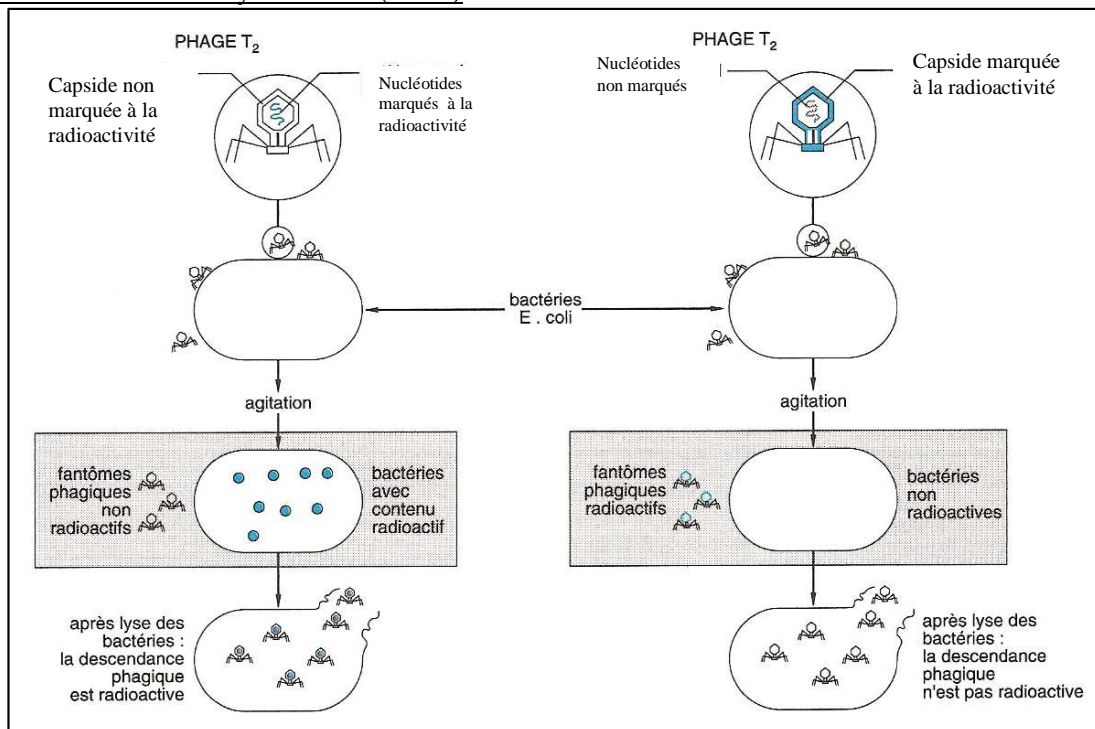 PHAGE T2
Capside non
marquée à la
radioactivité
Nucléotides
marqués à la
radioactivité
PHAGE T2
Nucléotides
non marqués
Capside marquée
à la radioactivité
bactéries
E . coli
agitation
agitation
fantômes
phagiques
non
radioactifs
bactéries
avec
contenu
radioactif
fantômes
phagiques
radioactifs
bactéries
non
radioactives
après lyse des
bactéries :
la descendance
phagique
est radioactive
après lyse des
bactéries :
la descendance
phagique
n'est pas radioactive